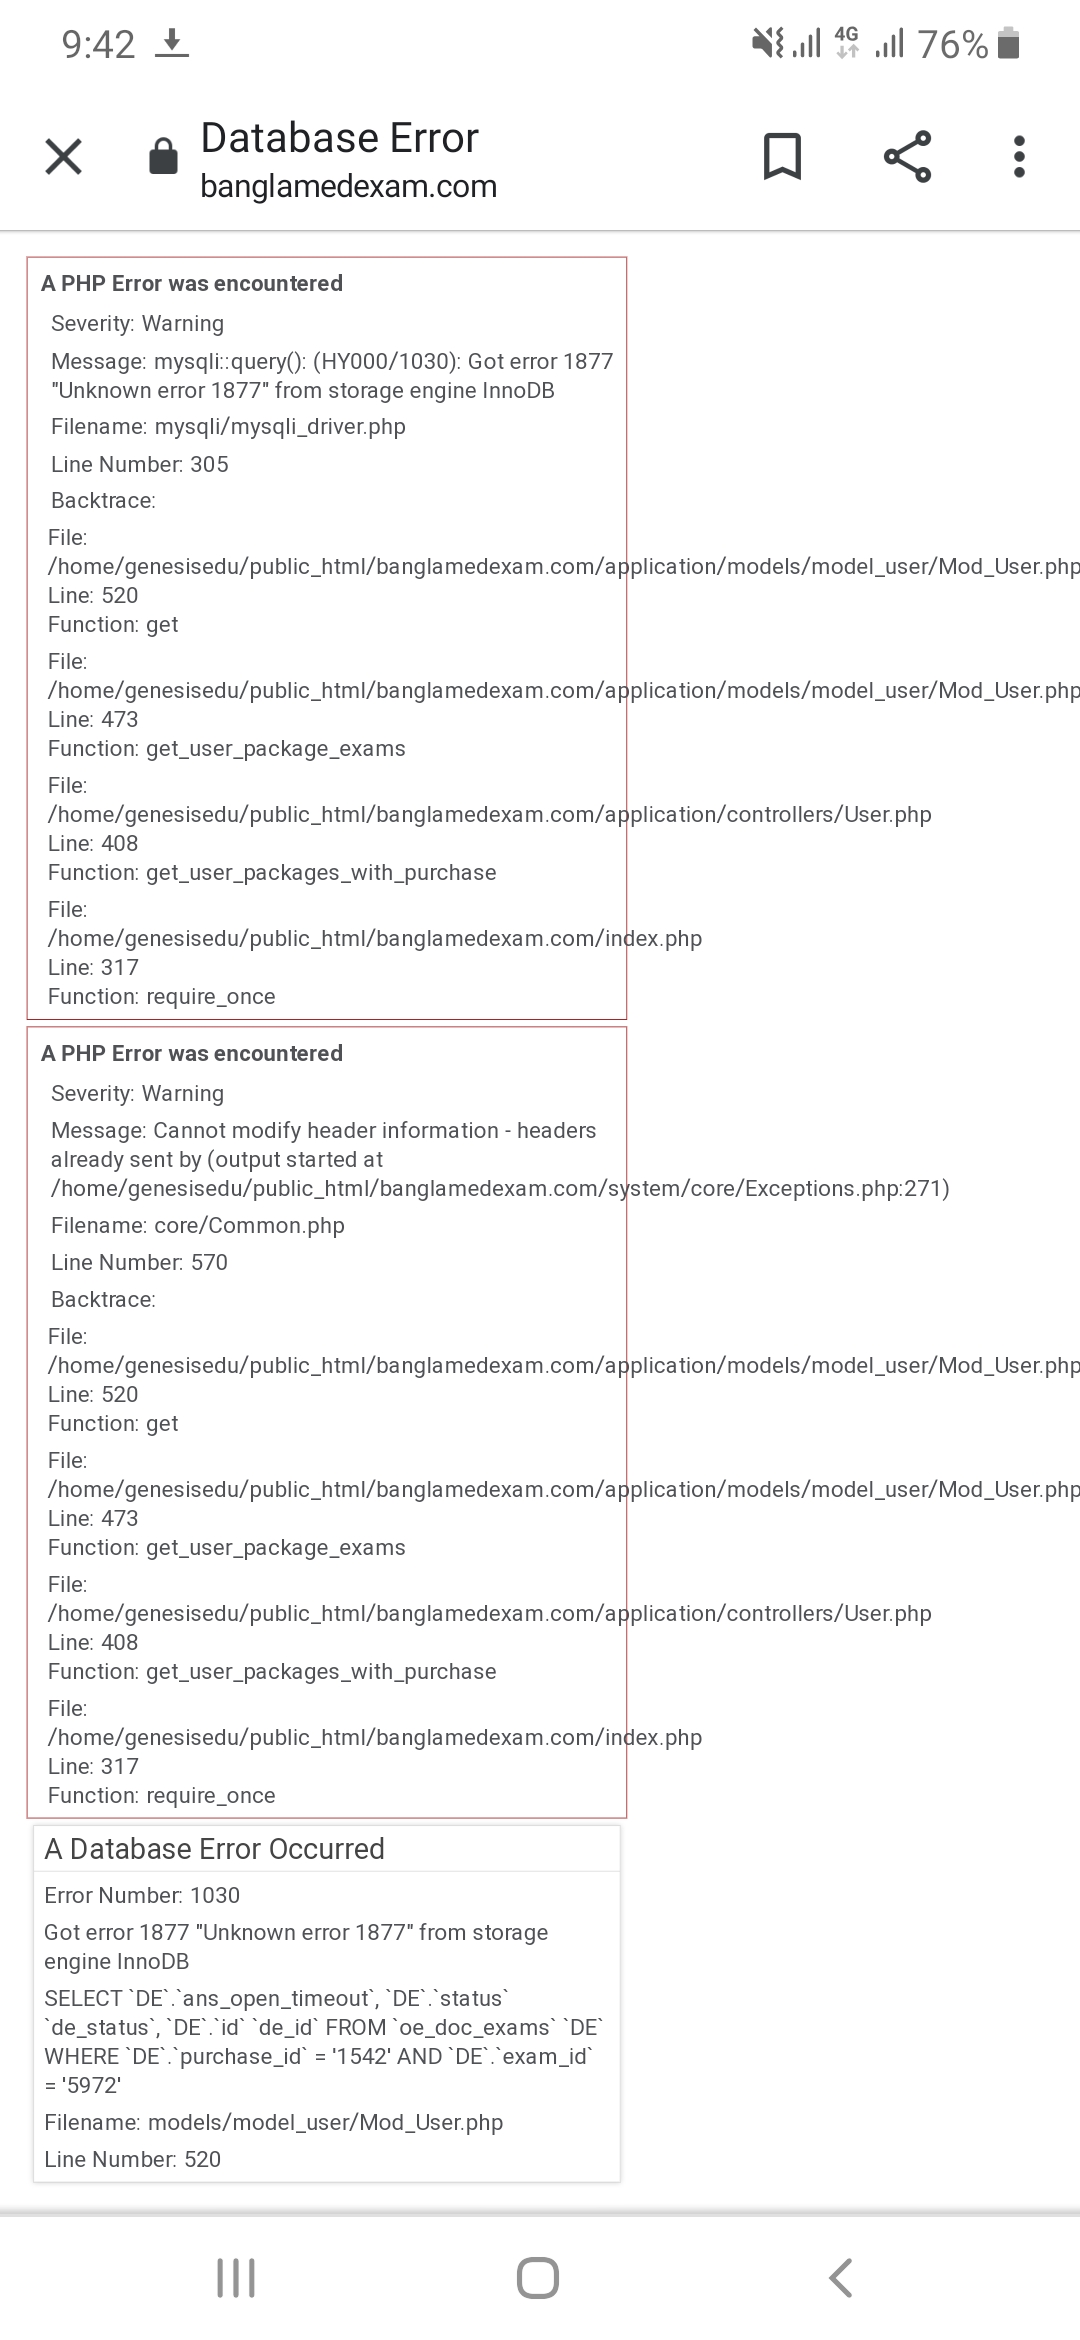 9:42
4G
76%
Database Error
banglamedexam.com
A PHP Error was encountered
Severity: Warning
Message: mysqli::query(): (HY000/1030): Got error 1877
"Unknown error 1877" from storage engine InnoDB
Filename: mysqli/mysqli_driver.php
Line Number: 305
Backtrace:
File:
/home/genesisedu/public_html/banglamedexam.com/application/models/model_user/Mod_User.php
Line: 520
Function: get
File:
/home/genesisedu/public_html/banglamedexam.com/application/models/model_user/Mod_User.php
Line: 473
Function: get_user_package_exams
File:
/home/genesisedu/public_html/banglamedexam.com/application/controllers/User.php
Line: 408
Function: get_user_packages_with_purchase
File:
/home/genesisedu/public_html/banglamedexam.com/index.php
Line: 317
Function: require_once
A PHP Error was encountered
Severity: Warning
Message: Cannot modify header information - headers
already sent by (output started at
/home/genesisedu/public_html/banglamedexam.com/system/core/Exceptions.php:271)
Filename: core/Common.php
Line Number: 570
Backtrace:
File:
/home/genesisedu/public_html/banglamedexam.com/application/models/model_user/Mod_User.php
Line: 520
Function: get
File:
/home/genesisedu/public_html/banglamedexam.com/application/models/model_user/Mod_User.php
Line: 473
Function: get_user_package_exams
File:
/home/genesisedu/public_html/banglamedexam.com/application/controllers/User.php
Line: 408
Function: get_user_packages_with_purchase
File:
/home/genesisedu/public_html/banglamedexam.com/index.php
Line: 317
Function: require_once
A Database Error Occurred
Error Number: 1030
Got error 1877 "Unknown error 1877" from storage
engine InnoDB
SELECT `DE`.`ans_open_timeout`, `DE`.`status`
`de_status`, `DE`.`id` `de_id` FROM `oe_doc_exams` `DE`
WHERE `DE`.`purchase_id` = '1542' AND `DE`.`exam_id`
= '5972'
Filename: models/model_user/Mod_User.php
Line Number: 520